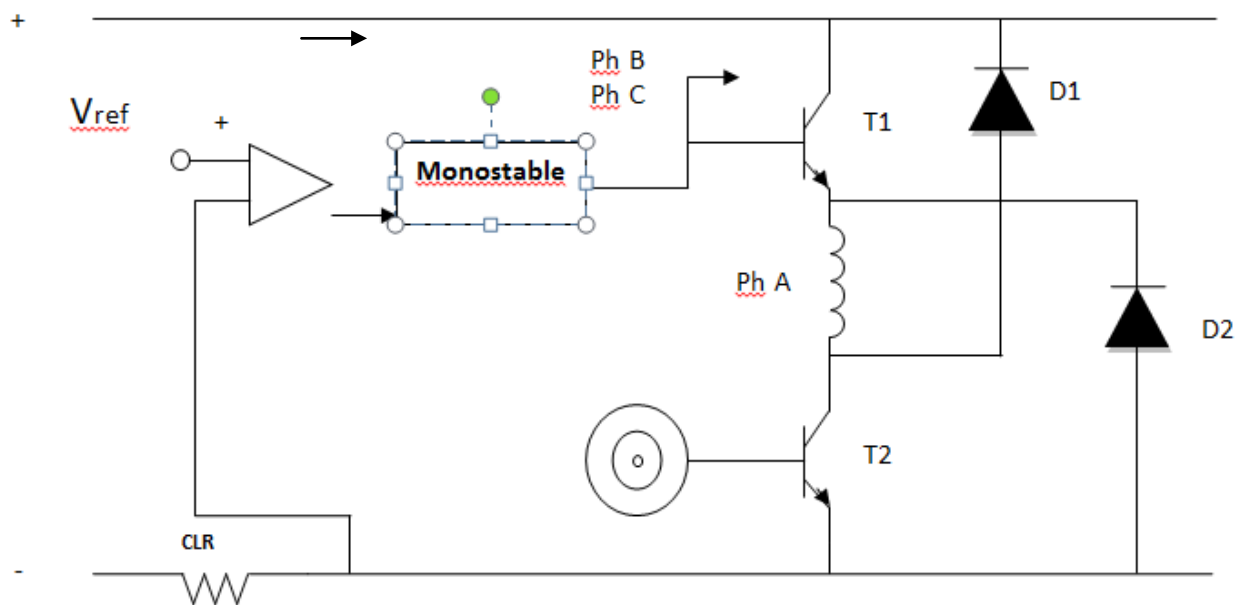 +
Ph B
Ph C
D1
Vref
+
T1
Monostable
Ph A
D2
T2
CLR
-